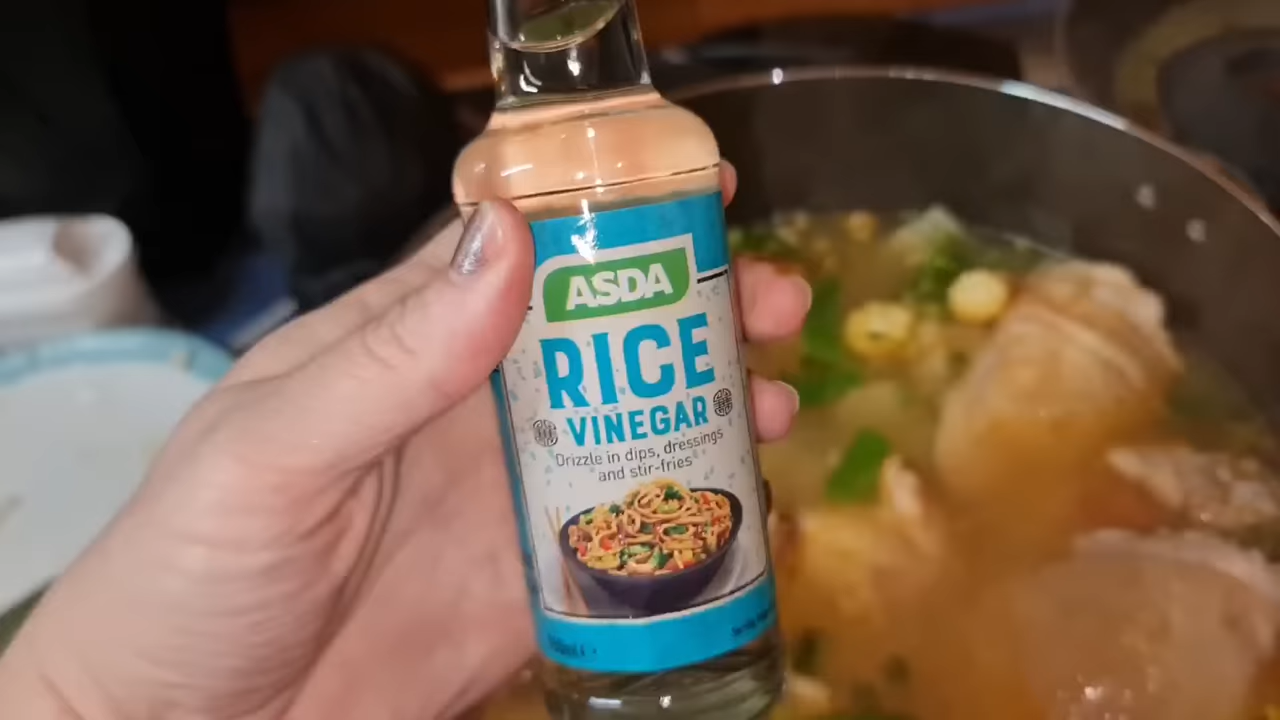 ASDA
RICE
VINEGAR
Drizzle in dips, dressings
and stir-fries